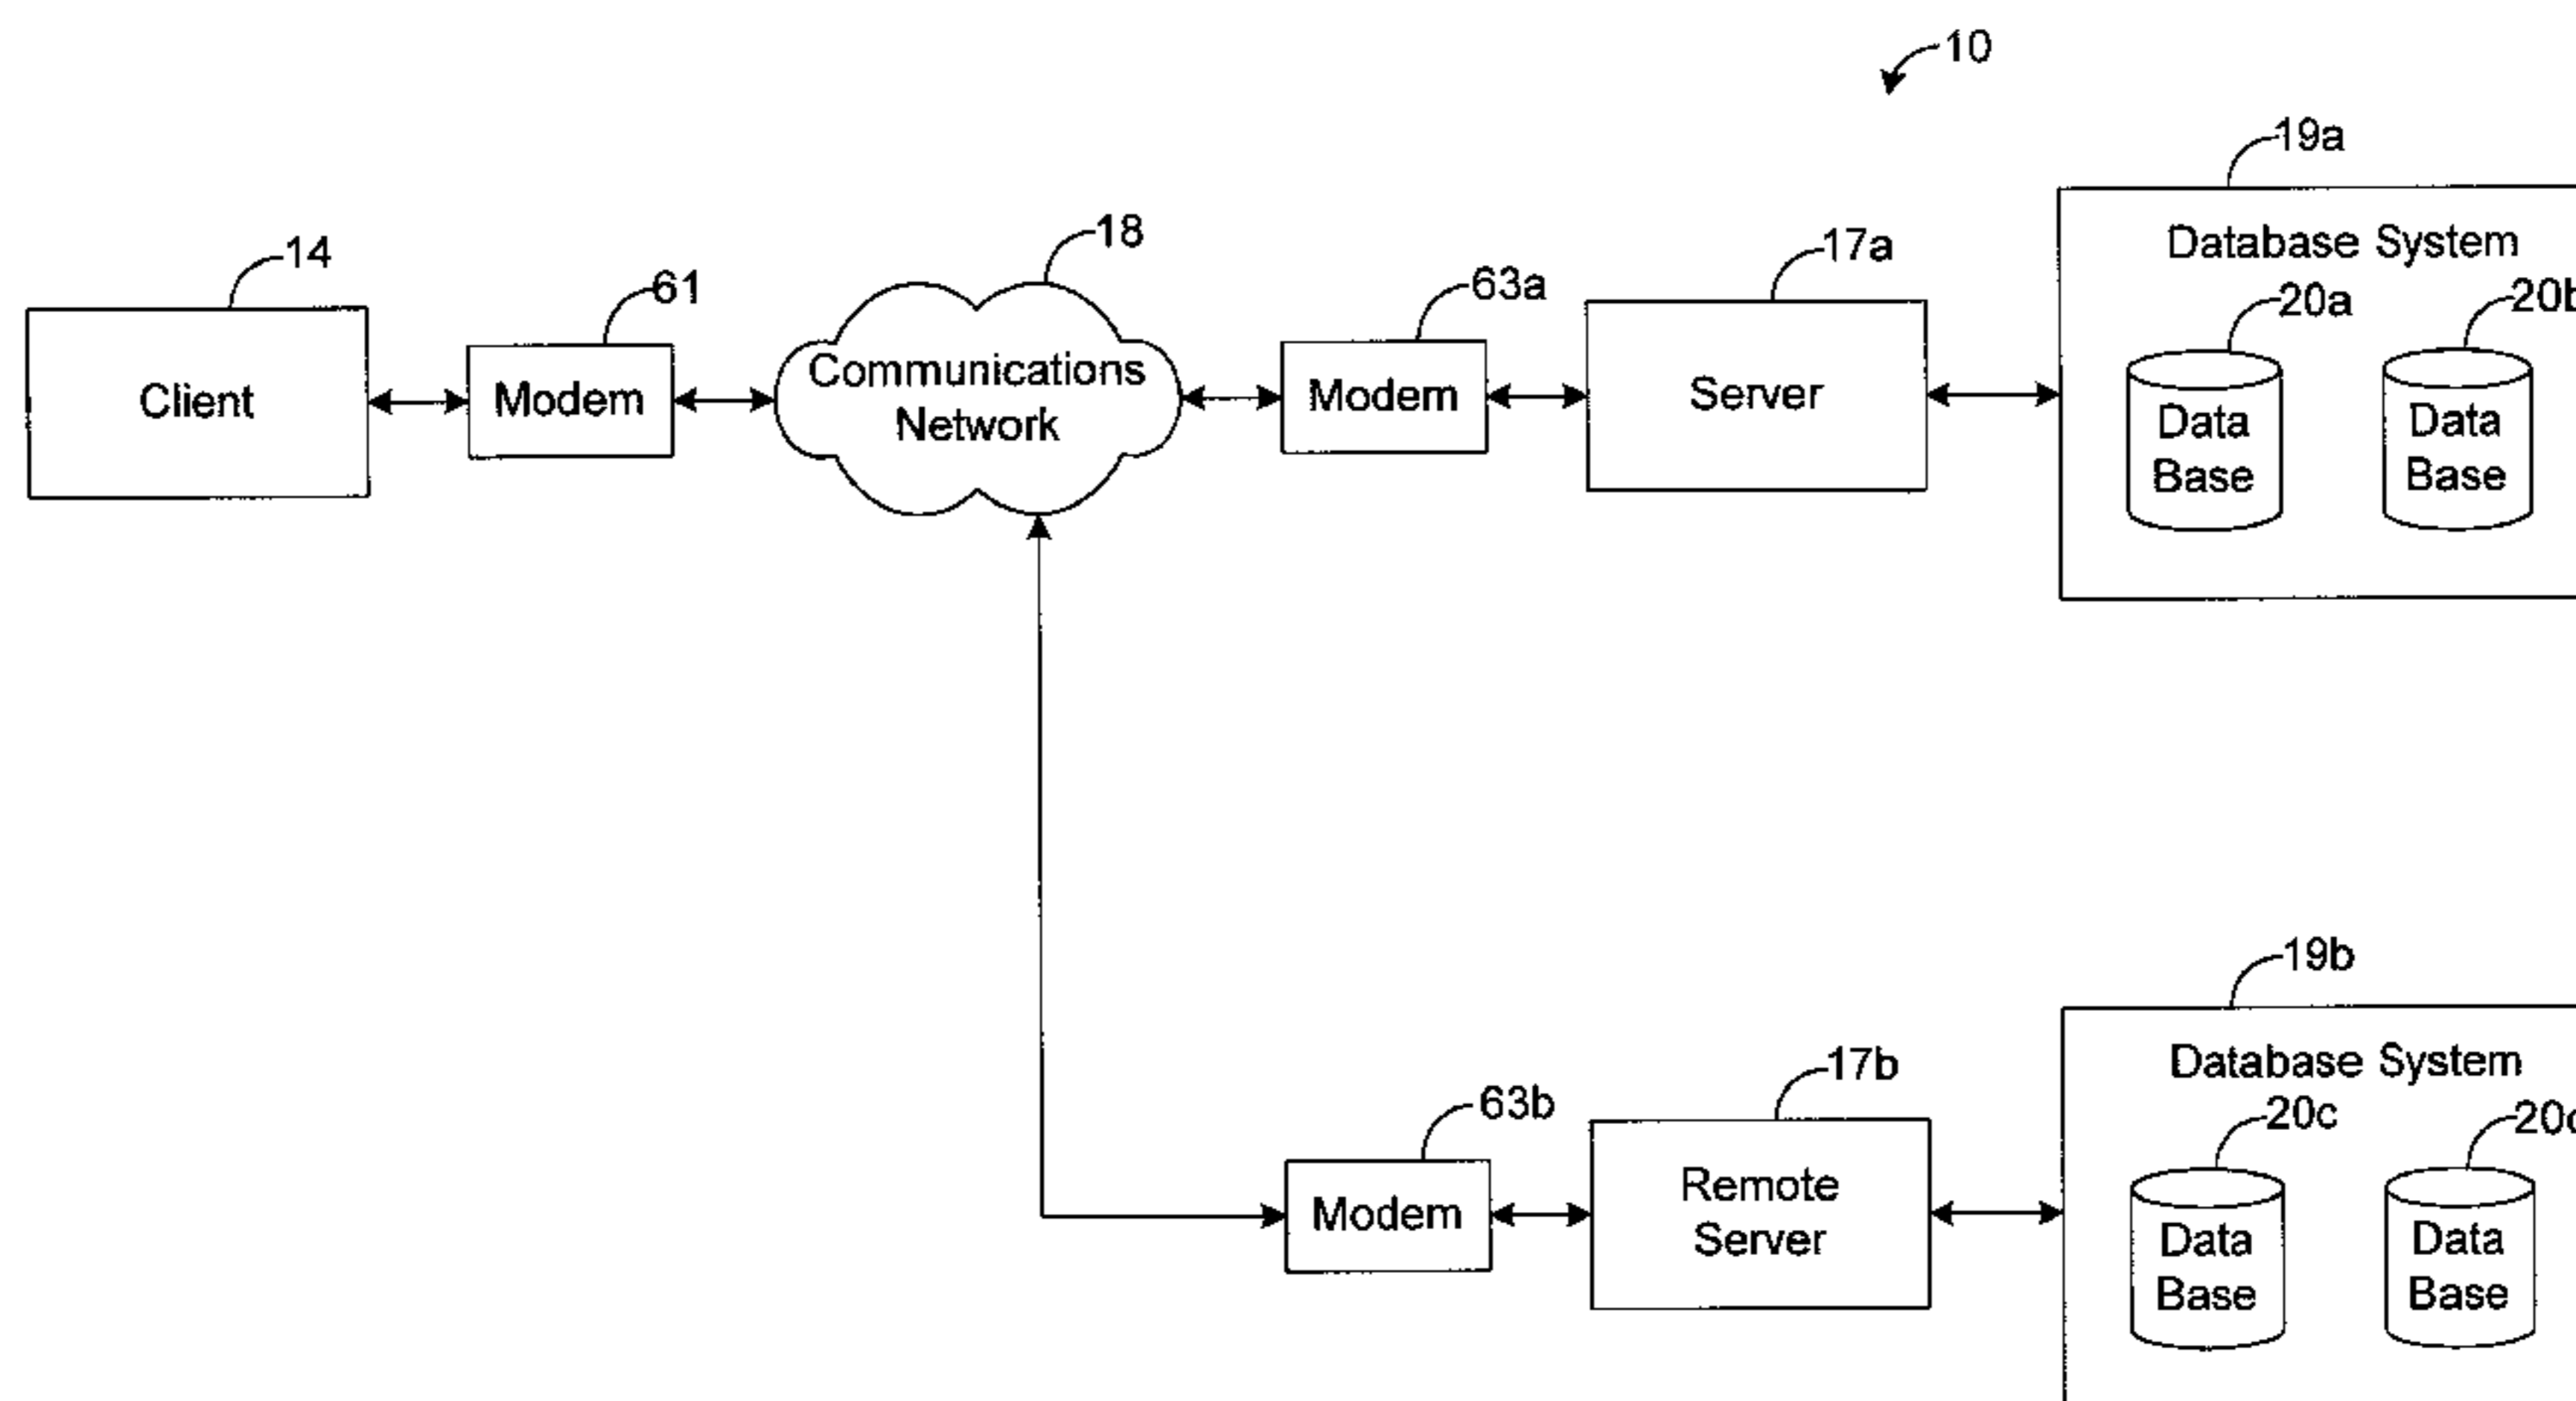 10
19a
Database System
20a
14
61
18
63a
17a
Client
Modem
Communications
Network
Modem
Server
Data
Base
Data
Base
19b
Database System
20c
63b
17b
Modem
Remote
Server
Data
Base
Data
Base